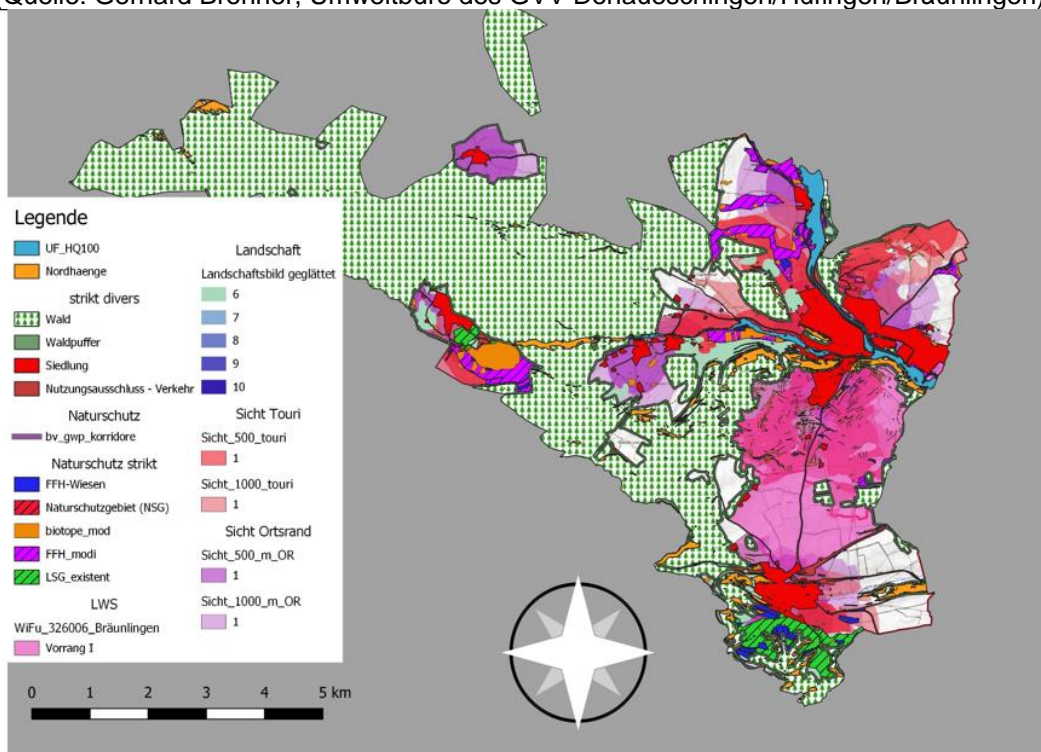 Quelle: Gerhard Bronner, Umweltbüro des GVV Donaueschingen/Hüfingen/Bräunlingen)
Legende
UF_HQ100
Nordhaenge
strikt divers
Wald
Waldpuffer
Siedlung
Nutzungsausschluss - Verkehr
Naturschutz
bv_gwp_korridore
Naturschutz strikt
FFH-Wiesen
Naturschutzgebiet (NSG)
biotope_mod
FFH_modi
LSG_existent
LWS
WiFu_326006_Bräunlingen
Vorrang I
Landschaft
Landschaftsbild geglättet
6
7
8
9
10
Sicht Touri
Sicht_500_touri
1
Sicht_1000_touri
1
Sicht Ortsrand
Sicht_500_m_OR
1
Sicht_1000_m_OR
1
0 1 2 3 4 5 km